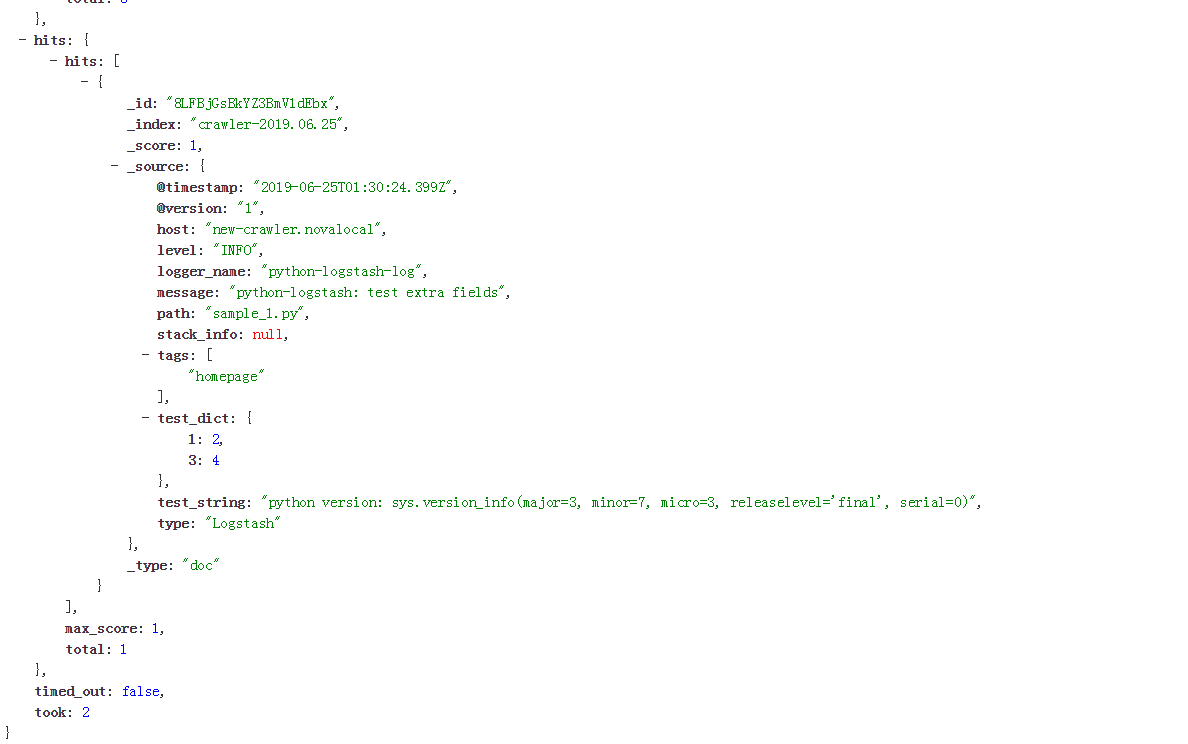 },
- hits: {
- hits: [
- {
_id: "8LFBjGsBkYZ3BmV1dEbx",
_index: "crawler-2019.06.25",
_score: 1,
- _source: {
@timestamp: "2019-06-25T01:30:24.399Z",
@version: "1",
host: "new-crawler.novalocal",
level: "INFO",
logger_name: "python-logstash-log",
message: "python-logstash: test extra fields",
path: "sample_1.py",
stack_info: null,
- tags: [
"homepage"
],
- test_dict: {
1: 2,
3: 4
},
test_string: "python version: sys.version_info(major=3, minor=7, micro=3, releaselevel='final', serial=0)",
type: "Logstash"
},
_type: "doc"
}
],
max_score: 1,
total: 1
},
timed_out: false,
took: 2
}